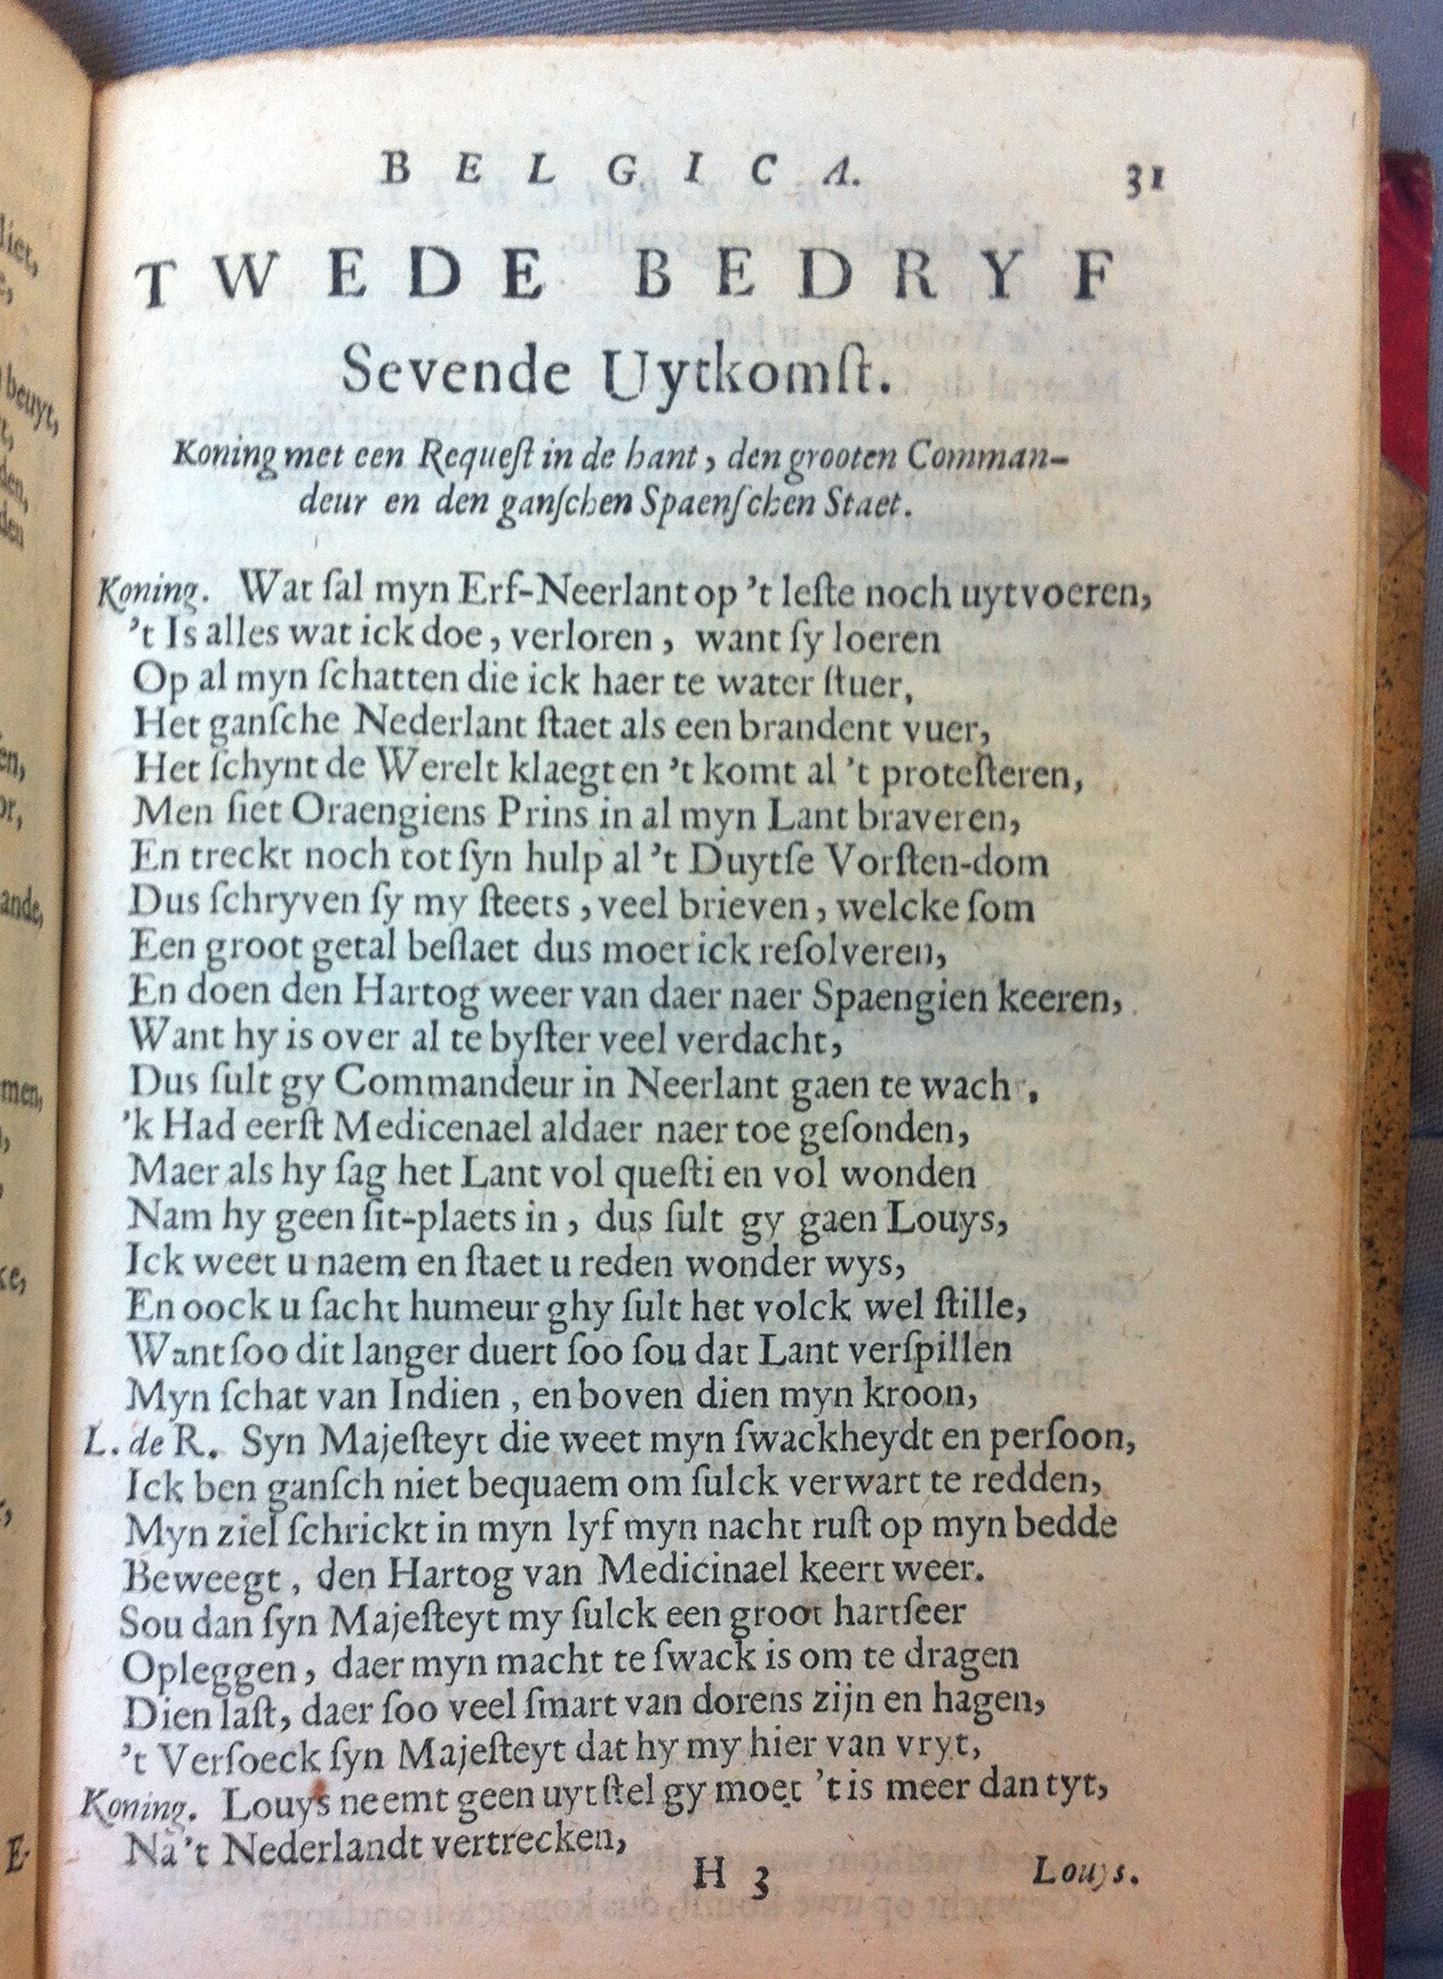 BELGICA. 31
TWEDE BEDRYF
Sevende Uytkomſt.
Koning met een Requeſt in de hant, den grooten Comman-
deur en den ganſchen Spaenſchen Staet.
Koning. Wat ſal myn Erf-Neerlant op 't leſte noch uytvoeren,
't Is alles wat ick doe, verloren, want ſy loeren
Op al myn ſchatten die ick haer te water ſtuer,
Het ganſche Nederlant ſtaet als een brandent vuer,
Het ſchynt de Werelt klaegt en 't komt al 't proteſteren,
Men ſiet Oraengiens Prins in al myn Lant braveren,
En treckt noch tot ſyn hulp al 't Duytſe Vorſten-dom
Dus ſchryven ſy my ſteets, veel brieven, welcke ſom
Een groot getal beſlaet dus moet ick reſolveren,
En doen den Hartog weer van daer naer Spaengien keeren,
Want hy is over al te byſter veel verdacht,
Dus ſult gy Commandeur in Neerlant gaen te wach ,
'k Had eerſt Medicenael aldaer naer toe geſonden,
Maer als hy ſag het Lant vol queſti en vol wonden
Nam hy geen ſit-plaets in, dus ſult gy gaen Louys,
Ick weet u naem en ſtaet u reden wonder wys,
En oock u ſacht humeur ghy ſult het volck wel ſtille,
Want ſoo dit langer duert ſoo ſou dat Lant verſpillen
Myn ſchat van Indien, en boven dien myn kroon,
L. de R. Syn Majeſteyt die weet myn ſwackheydt en perſoon,
Ick ben ganſch niet bequaem om ſulck verwart te redden,
Myn ziel ſchrickt in myn lyf myn nacht ruſt op myn bedde
Beweegt, den Hartog van Medicinael keert weer.
Sou dan ſyn Majeſteyt my ſulck een groot hartſeer
Opleggen, daer myn macht te ſwack is om te dragen
Dien laſt, daer ſoo veel ſmart van dorens zijn en hagen,
't Verſoeck ſyn Majeſteyt dat hy my hier van vryt,
Koning. Louys neemt geen uytſtel gy moet 't is meer dan tyt,
Na 't Nederlandt vertrecken,
H 3 Louys.